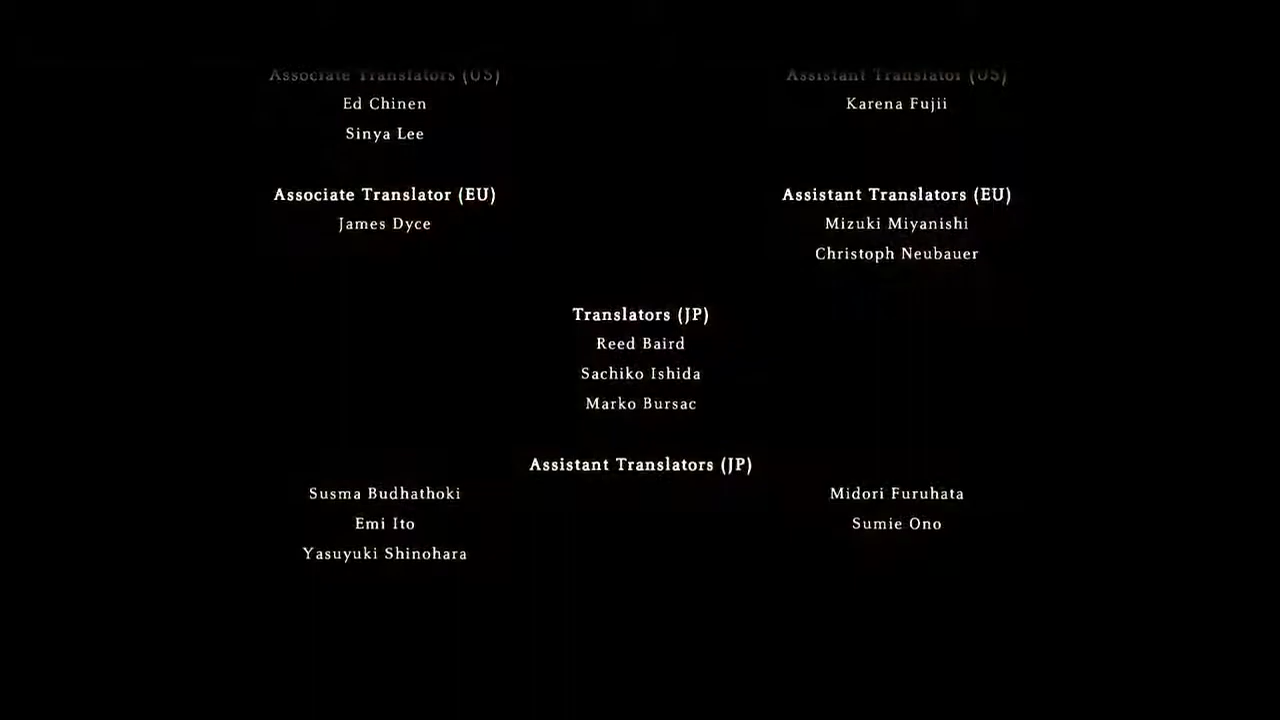 Associate Translators (US)
Ed Chinen
Sinya Lee
Assistant Translator (US)
Karena Fujii
Associate Translator (EU)
James Dyce
Assistant Translators (EU)
Mizuki Miyanishi
Christoph Neubauer
Translators (JP)
Reed Baird
Sachiko Ishida
Marko Bursac
Assistant Translators (JP)
Susma Budhathoki
Emi Ito
Yasuyuki Shinohara
Midori Furuhata
Sumie Ono